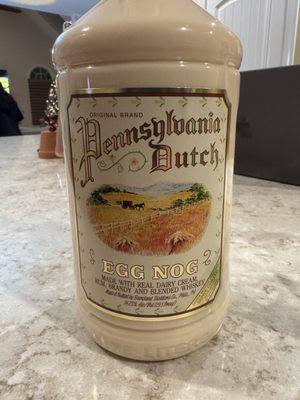 ORIGINAL BRAND
Pennsylvania
Dutch
EGG NOG
MADE WITH REAL DAIRY CREAM,
RUM, BRANDY AND BLENDED WHISKEY